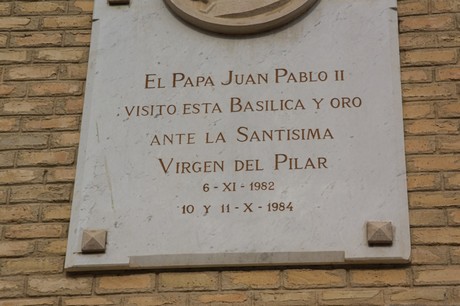 El Papa Juan Pablo II
visito esta Basilica y oro
ante la Santisima
Virgen del Pilar
6-XI-1982
10 y 11-X-1984